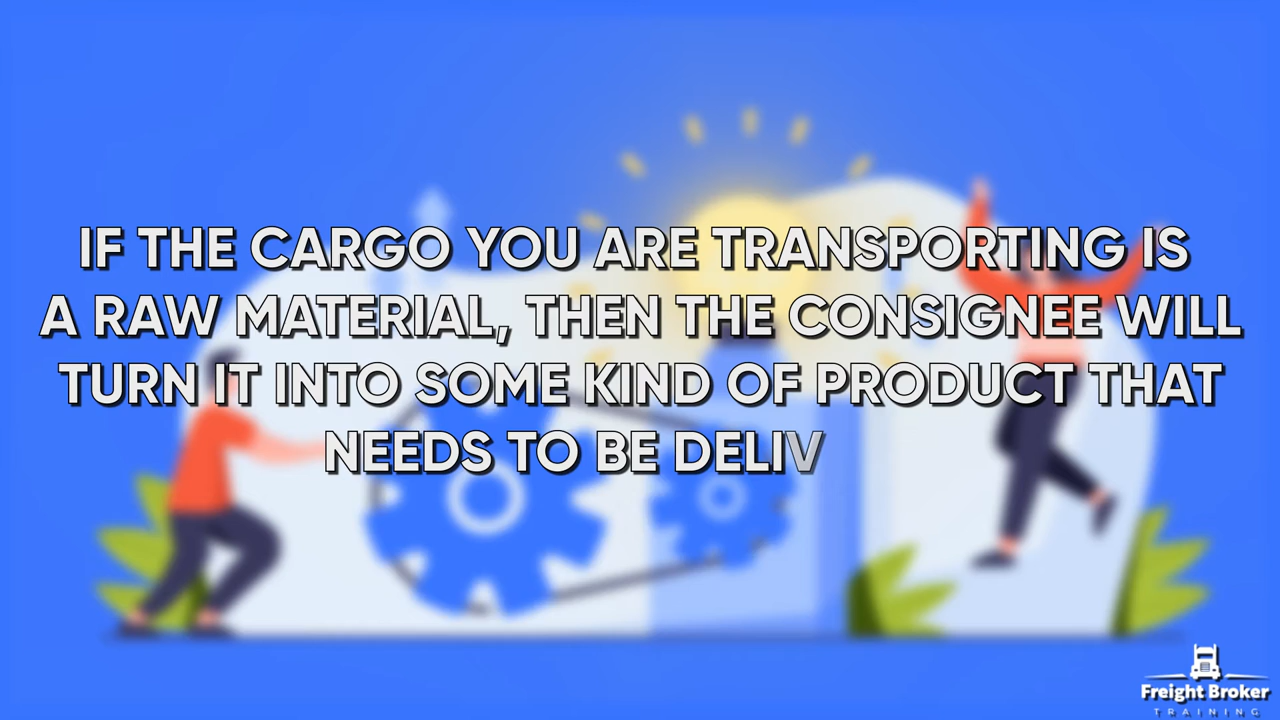 IF THE CARGO YOU ARE TRANSPORTING IS
A RAW MATERIAL, THEN THE CONSIGNEE WILL
TURN IT INTO SOME KIND OF PRODUCT THAT
NEEDS TO BE DELIV
Freight Broker
TRAINING